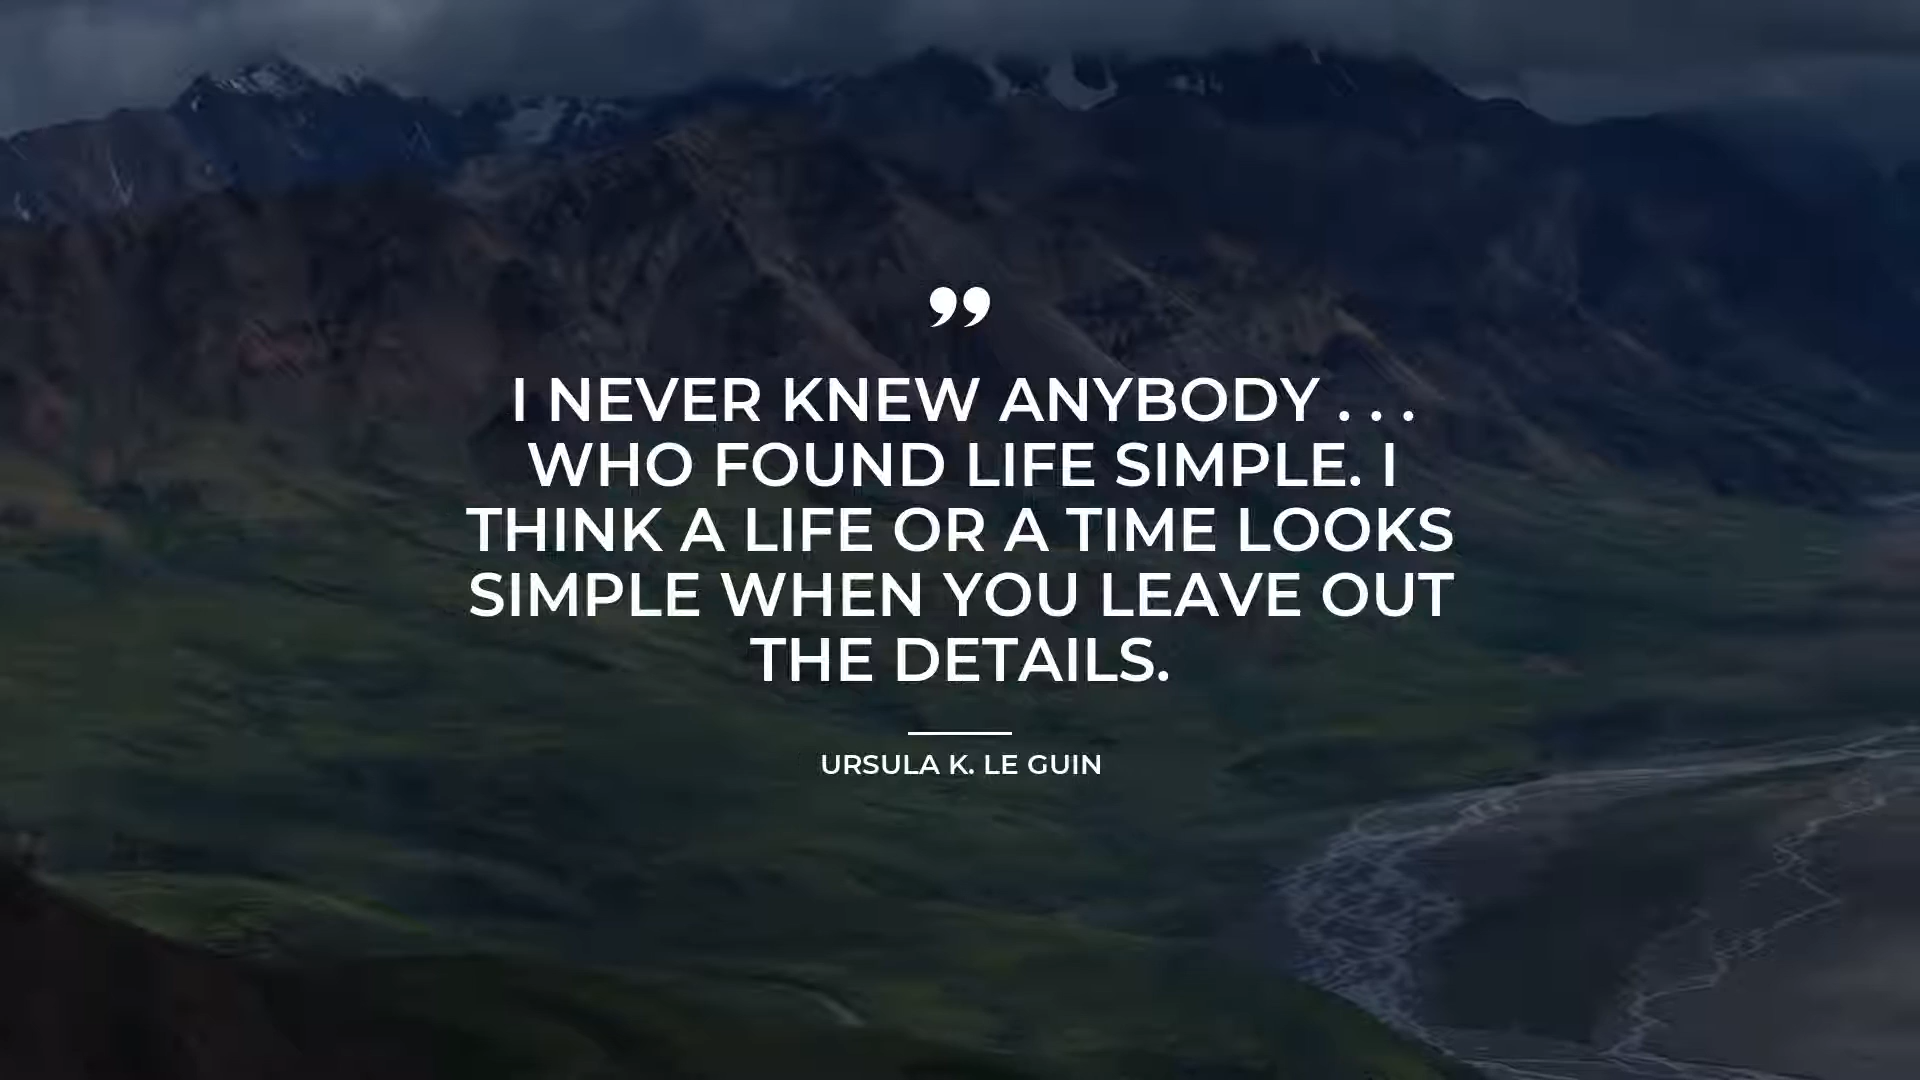 ”
I NEVER KNEW ANYBODY . . .
WHO FOUND LIFE SIMPLE. I
THINK A LIFE OR A TIME LOOKS
SIMPLE WHEN YOU LEAVE OUT
THE DETAILS.
URSULA K. LE GUIN